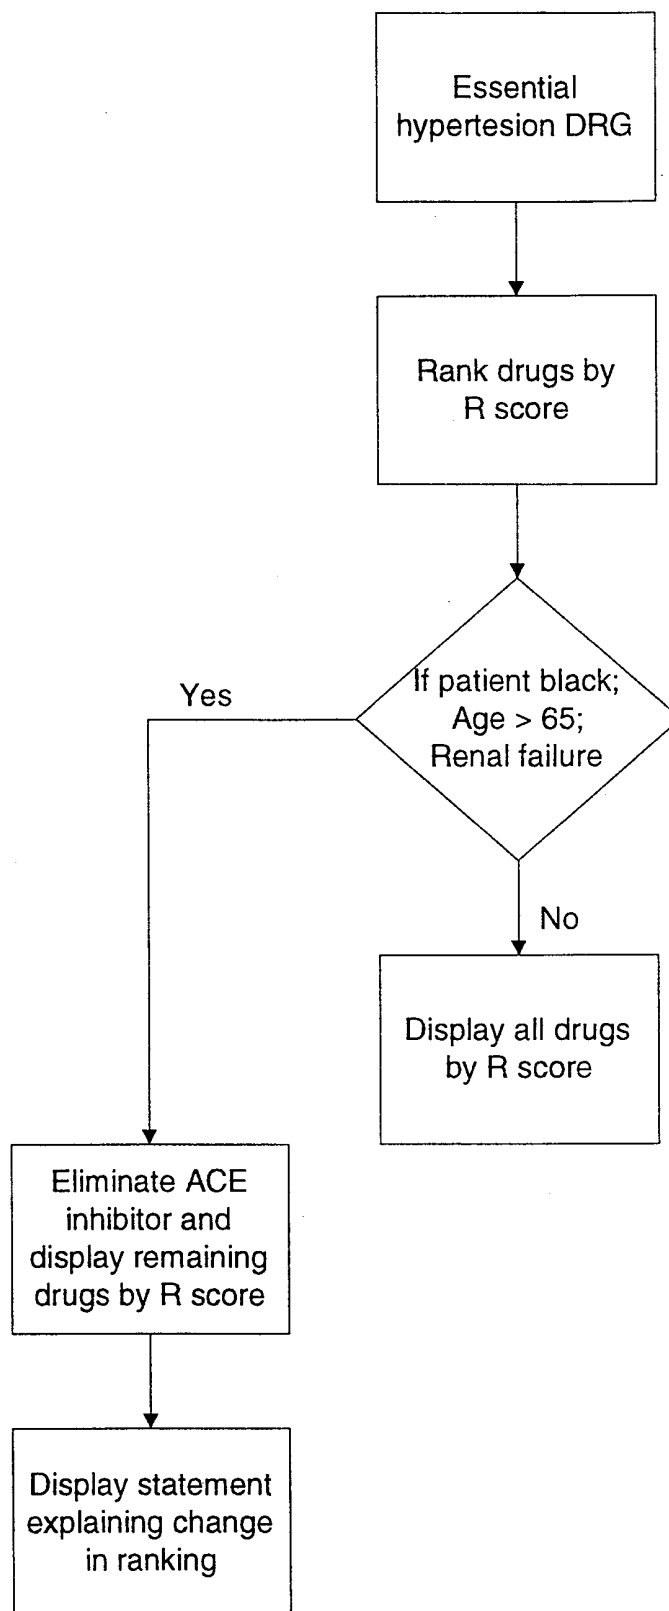 Essential
hypertesion DRG
Rank drugs by
R score
If patient black;
Age > 65;
Renal failure
Yes
No
Display all drugs
by R score
Eliminate ACE
inhibitor and
display remaining
drugs by R score
Display statement
explaining change
in ranking